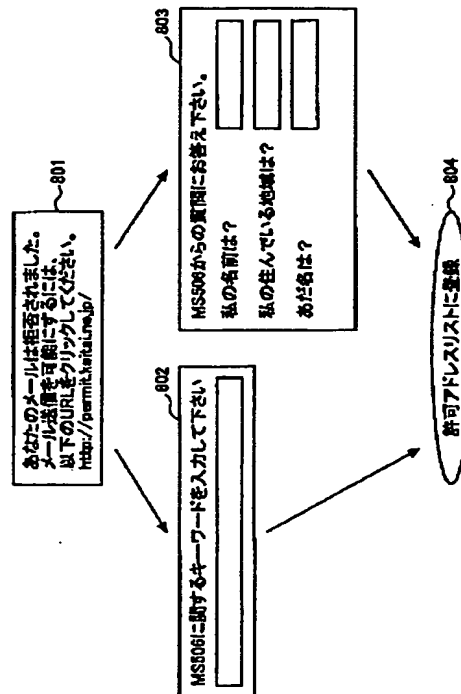 801
あなたのメールは拒否されました。
メール送信を可能にするには、
以下のURLをクリックしてください。
http://permit.keitai.ne.jp/
802
MS506に関するキーワードを入力して下さい
803
MS506からの質問にお答え下さい。
私の名前は?
私の住んでいる地域は?
あだ名は?
804
許可アドレスリストに登録